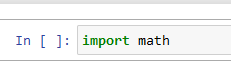 In [ ]: import math